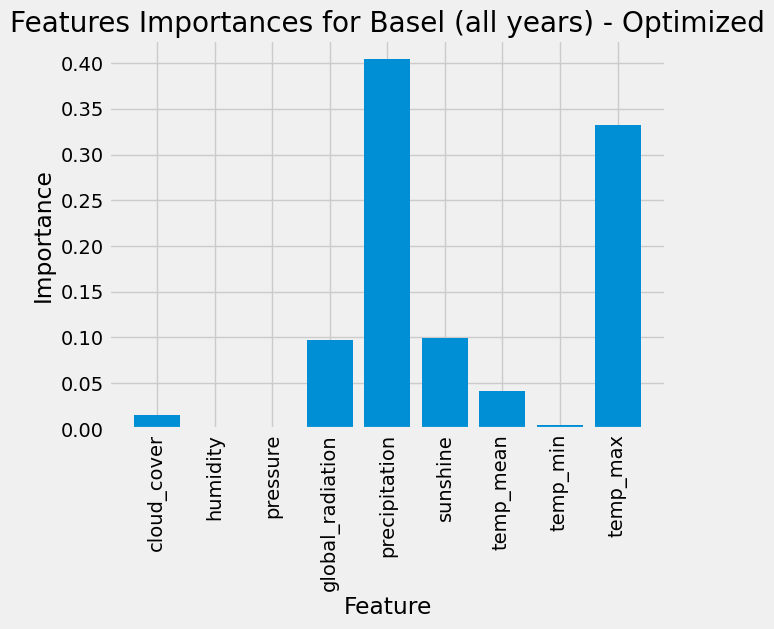 Features Importances for Basel (all years) - Optimized
Importance
0.40
0.35
0.30
0.25
0.20
0.15
0.10
0.05
0.00
cloud_cover
humidity
pressure
global_radiation
precipitation
sunshine
temp_mean
temp_min
temp_max
Feature